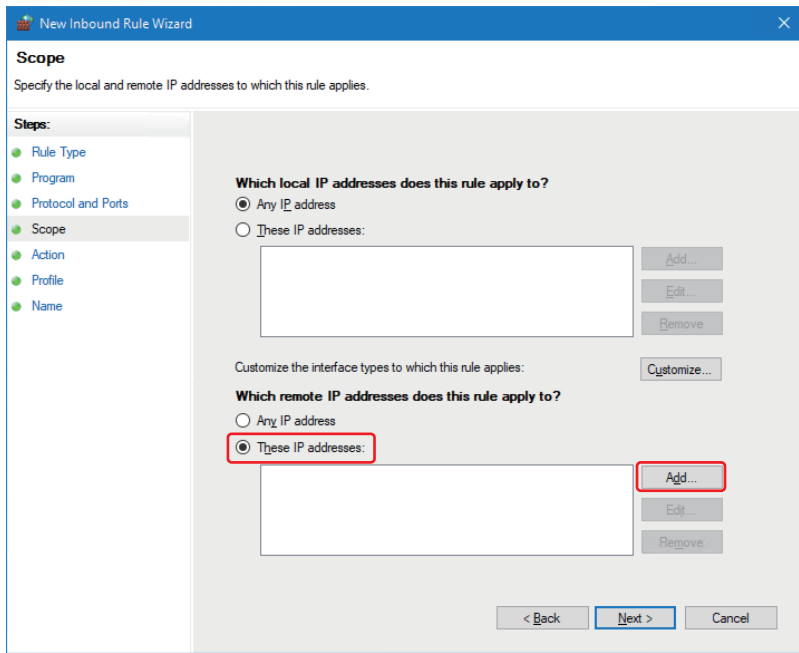 New Inbound Rule Wizard
Scope
Specify the local and remote IP addresses to which this rule applies.
Steps:
Rule Type
Program
Protocol and Ports
Scope
Action
Profile
Name
Which local IP addresses does this rule apply to?
Any IP address
These IP addresses:
Add...
Edit...
Remove
Customize the interface types to which this rule applies:
Customize...
Which remote IP addresses does this rule apply to?
Any IP address
These IP addresses:
Add...
Edit...
Remove
< Back
Next >
Cancel